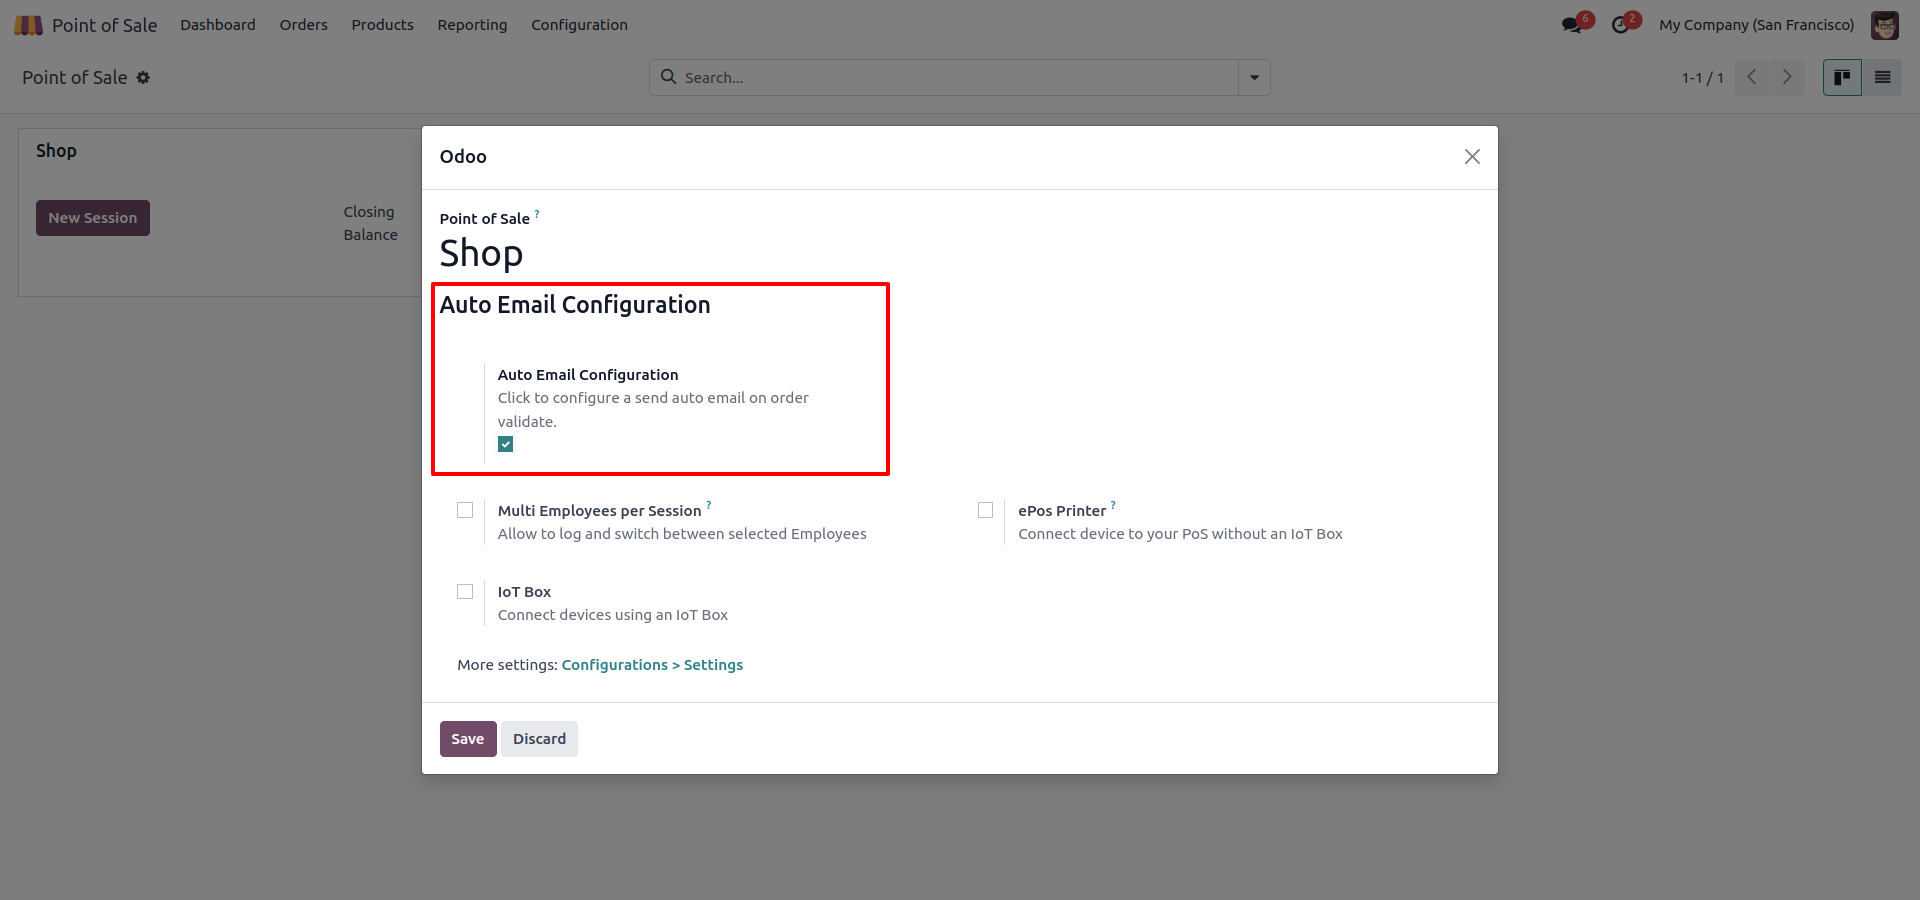 Point of Sale Dashboard Orders Products Reporting Configuration 6 2 My Company (San Francisco)
Point of Sale Search... 1-1 / 1
Shop
New Session
Closing
Balance
Odoo
Point of Sale ?
Shop
Auto Email Configuration
Auto Email Configuration
Click to configure a send auto email on order
validate.
Multi Employees per Session ?
Allow to log and switch between selected Employees
ePos Printer ?
Connect device to your PoS without an IoT Box
IoT Box
Connect devices using an IoT Box
More settings: Configurations > Settings
Save Discard